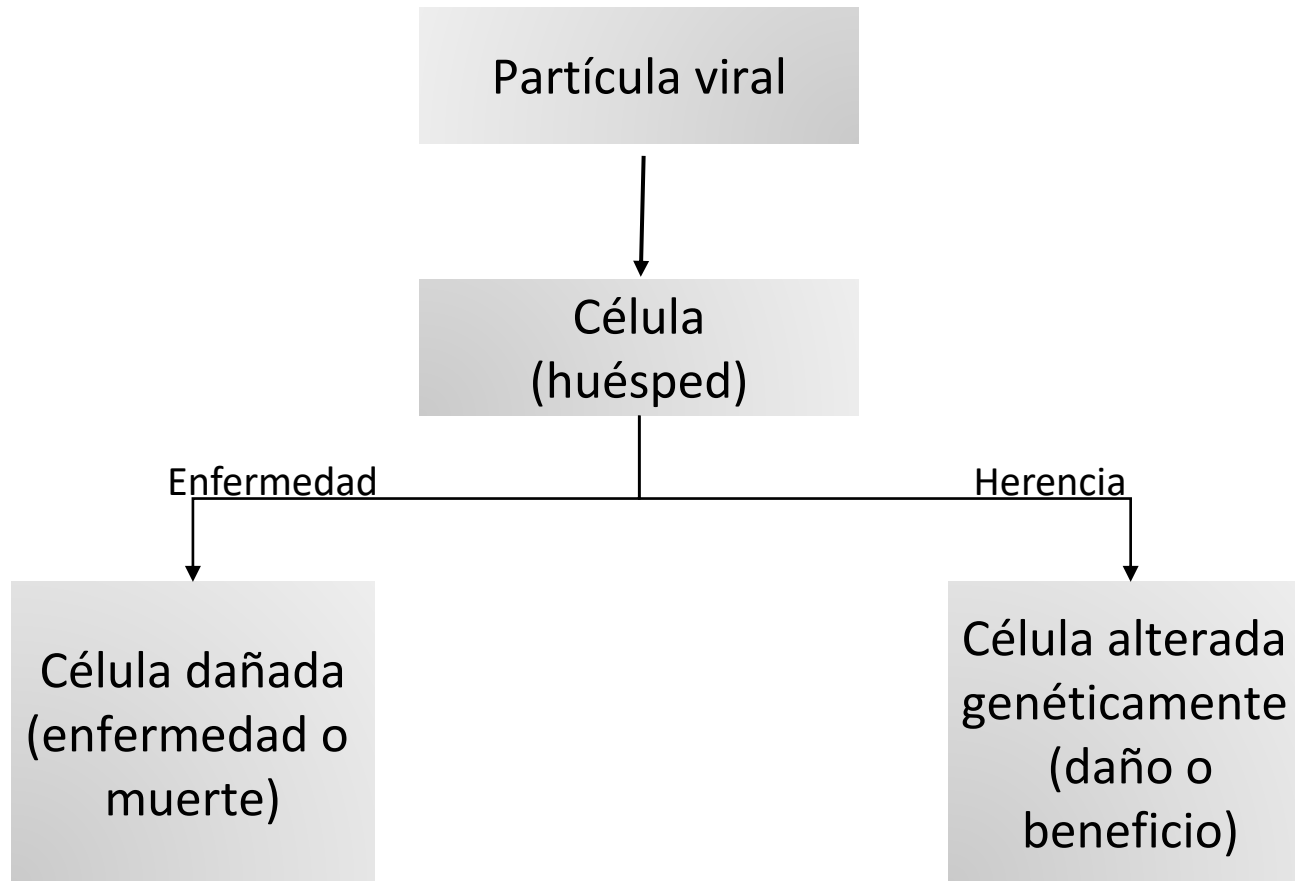 Partícula viral
Célula
(huésped)
Enfermedad
Herencia
Célula dañada
(enfermedad o
muerte)
Célula alterada
genéticamente
(daño o
beneficio)